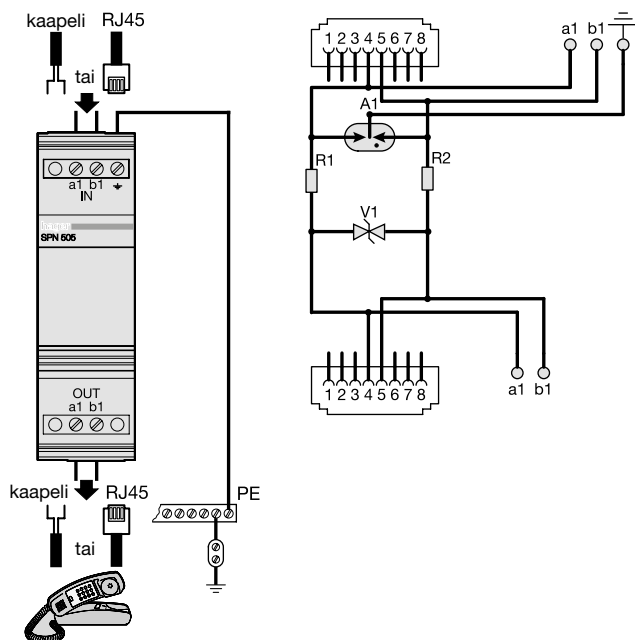 kaapeli RJ45
tai
a1 b1
IN
hager
SPN 505
OUT
a1 b1
kaapeli RJ45
tai
PE
1 2 3 4 5 6 7 8
a1 b1
A1
R1 R2
V1
1 2 3 4 5 6 7 8
a1 b1